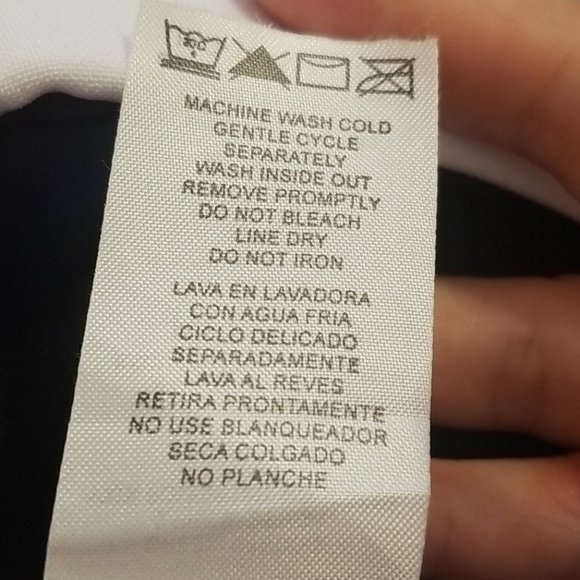 MACHINE WASH COLD
GENTLE CYCLE
SEPARATELY
WASH INSIDE OUT
REMOVE PROMPTLY
DO NOT BLEACH
LINE DRY
DO NOT IRON
LAVA EN LAVADORA
CON AGUA FRIA
CICLO DELICADO
SEPARADAMENTE
LAVA AL REVES
RETIRA PRONTAMENTE
NO USE BLANQUEADOR
SECA COLGADO
NO PLANCHE